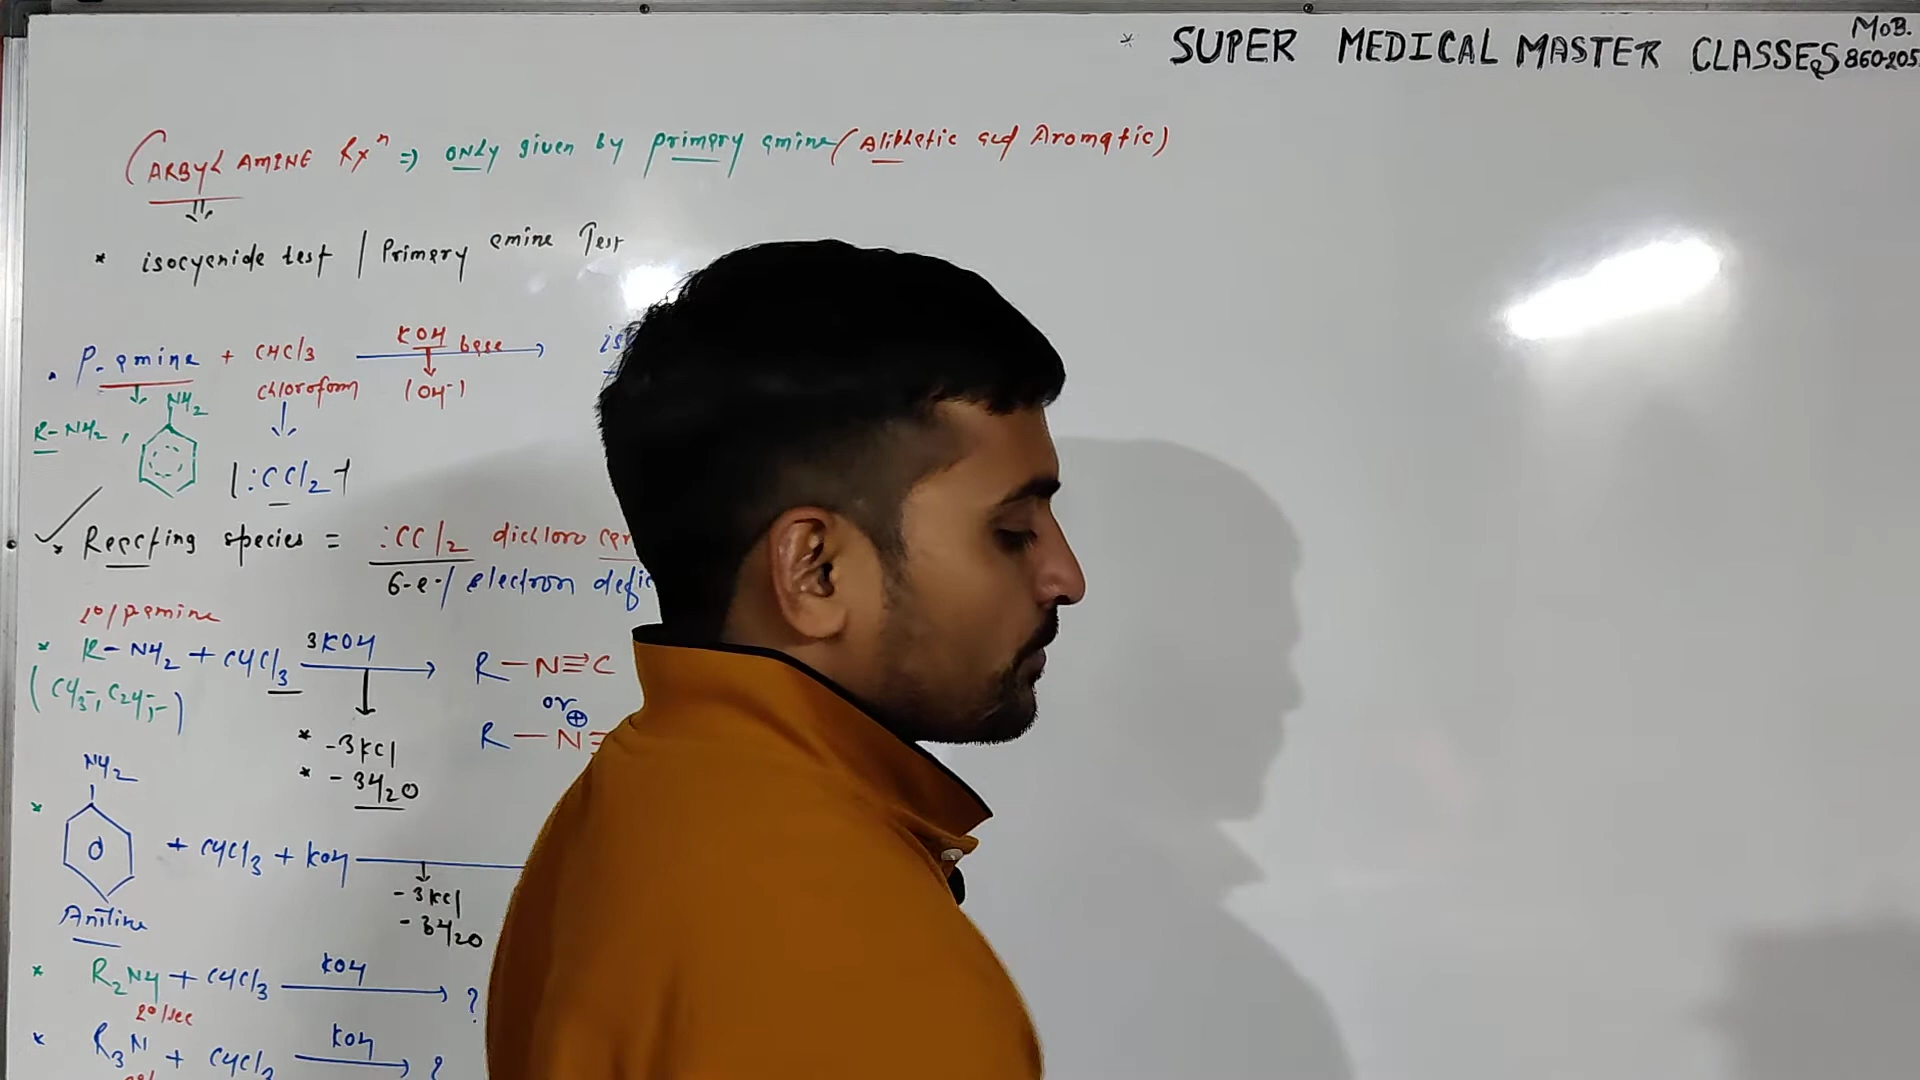 * SUPER MEDICAL MASTER CLASSES
MOB.
860205
CARBYL AMINE Rxⁿ => ONLY given by primary amine (Aliphatic and Aromatic)
* isocyanide test / Primary amine Test
. P-amine + CHCl3 KOH base
chloroform (OH⁻)
R-NH2, NH2
(:CCl2)
* Reacting species = :CCl2 dichloro
6-e⁻/ electron
1°/P amine
* R-NH2 + CHCl3 3KOH R-N≡C
(CH3-, C2H5-) or
* -3KCl R-N≡ ⊕
* -3H2O
NH2
* + CHCl3 + KOH
-3KCl
-3H2O
Aniline
* R2NH + CHCl3 KOH ?
2°/sec
* R3N + CHCl3 KOH ?